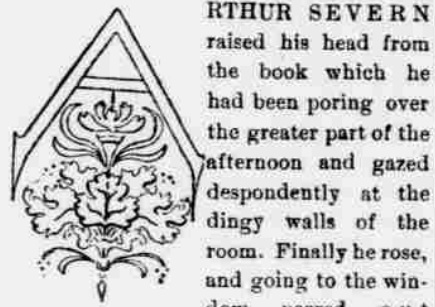 ARTHUR SEVERN
raised his head from
the book which he
had been poring over
the greater part of the
afternoon and gazed
despondently at the
dingy walls of the
room. Finally he rose,
and going to the win-